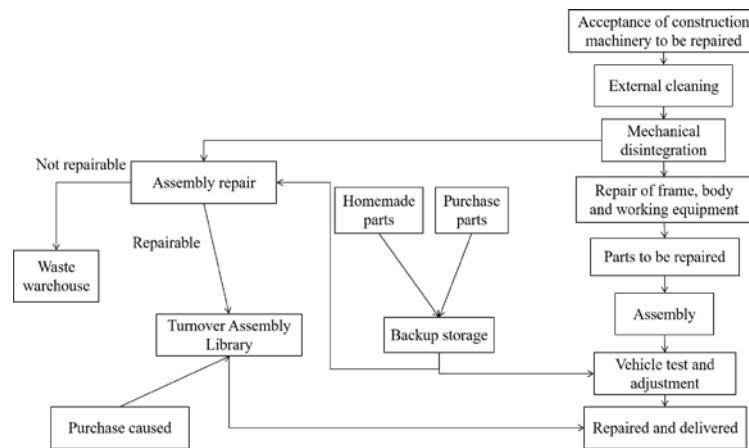 Acceptance of construction
machinery to be repaired
External cleaning
Mechanical
disintegration
Not repairable
Assembly repair
Homemade
parts
Purchase
parts
Repair of frame, body
and working equipment
Repairable
Waste
warehouse
Parts to be repaired
Turnover Assembly
Library
Backup storage
Assembly
Vehicle test and
adjustment
Purchase caused
Repaired and delivered